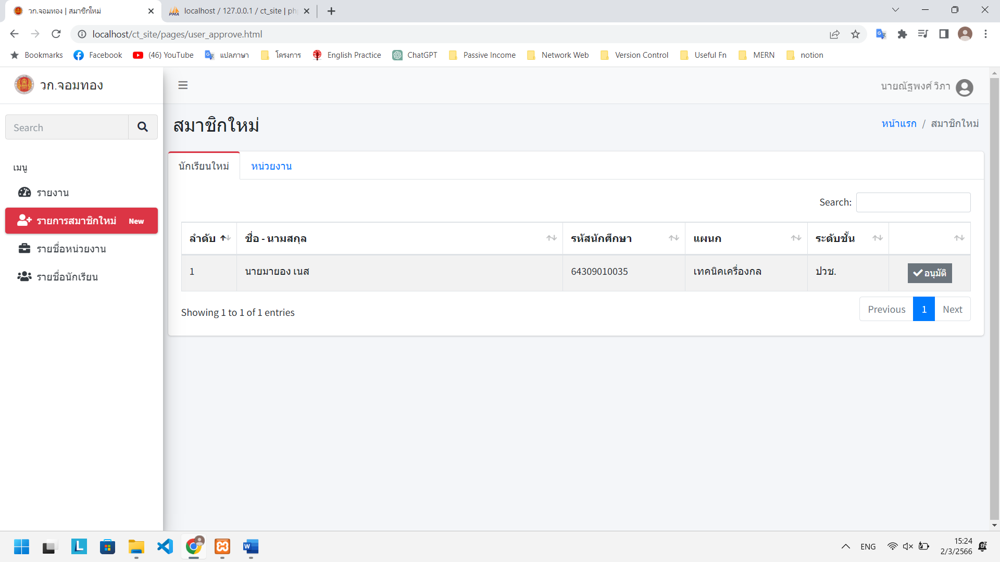 วก.จอมทอง | สมาชิกใหม่
localhost / 127.0.0.1 / ct_site | ph
localhost/ct_site/pages/user_approve.html
Bookmarks Facebook (46) YouTube แปลภาษา โครงการ English Practice ChatGPT Passive Income Network Web Version Control Useful Fn MERN notion
วก.จอมทอง
นายณัฐพงศ์ วิภา
Search
สมาชิกใหม่
หน้าแรก / สมาชิกใหม่
เมนู
รายงาน
รายการสมาชิกใหม่ New
รายชื่อหน่วยงาน
รายชื่อนักเรียน
นักเรียนใหม่ หน่วยงาน
Search:
ลำดับ ชื่อ - นามสกุล รหัสนักศึกษา แผนก ระดับชั้น
1 นายมายอง เนส 64309010035 เทคนิคเครื่องกล ปวช. อนุมัติ
Showing 1 to 1 of 1 entries
Previous 1 Next
ENG
15:24
2/3/2566